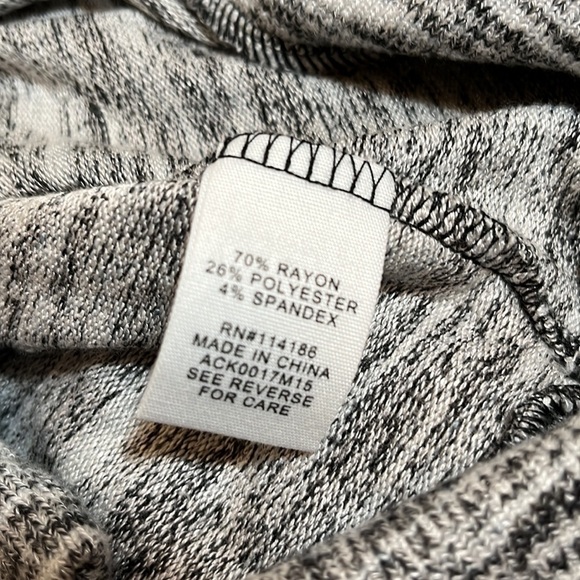 70% RAYON
26% POLYESTER
4% SPANDEX
RN#114186
MADE IN CHINA
ACK0017M15
SEE REVERSE
FOR CARE